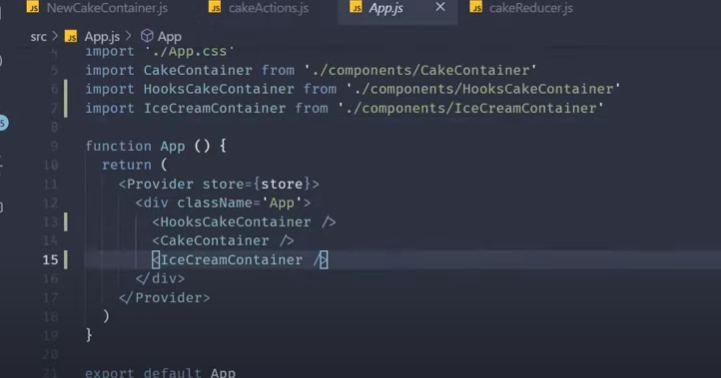 NewCakeContainer.js cakeActions.js App.js cakeReducer.js
src > JS App.js > App
4 import './App.css'
5 import CakeContainer from './components/CakeContainer'
6 import HooksCakeContainer from './components/HooksCakeContainer'
7 import IceCreamContainer from './components/IceCreamContainer'
8
9 function App () {
10 return (
11 <Provider store={store}>
12 <div className='App'>
13 <HooksCakeContainer />
14 <CakeContainer />
15 <IceCreamContainer />
16 </div>
17 </Provider>
18 )
19 }
20
21 export default App